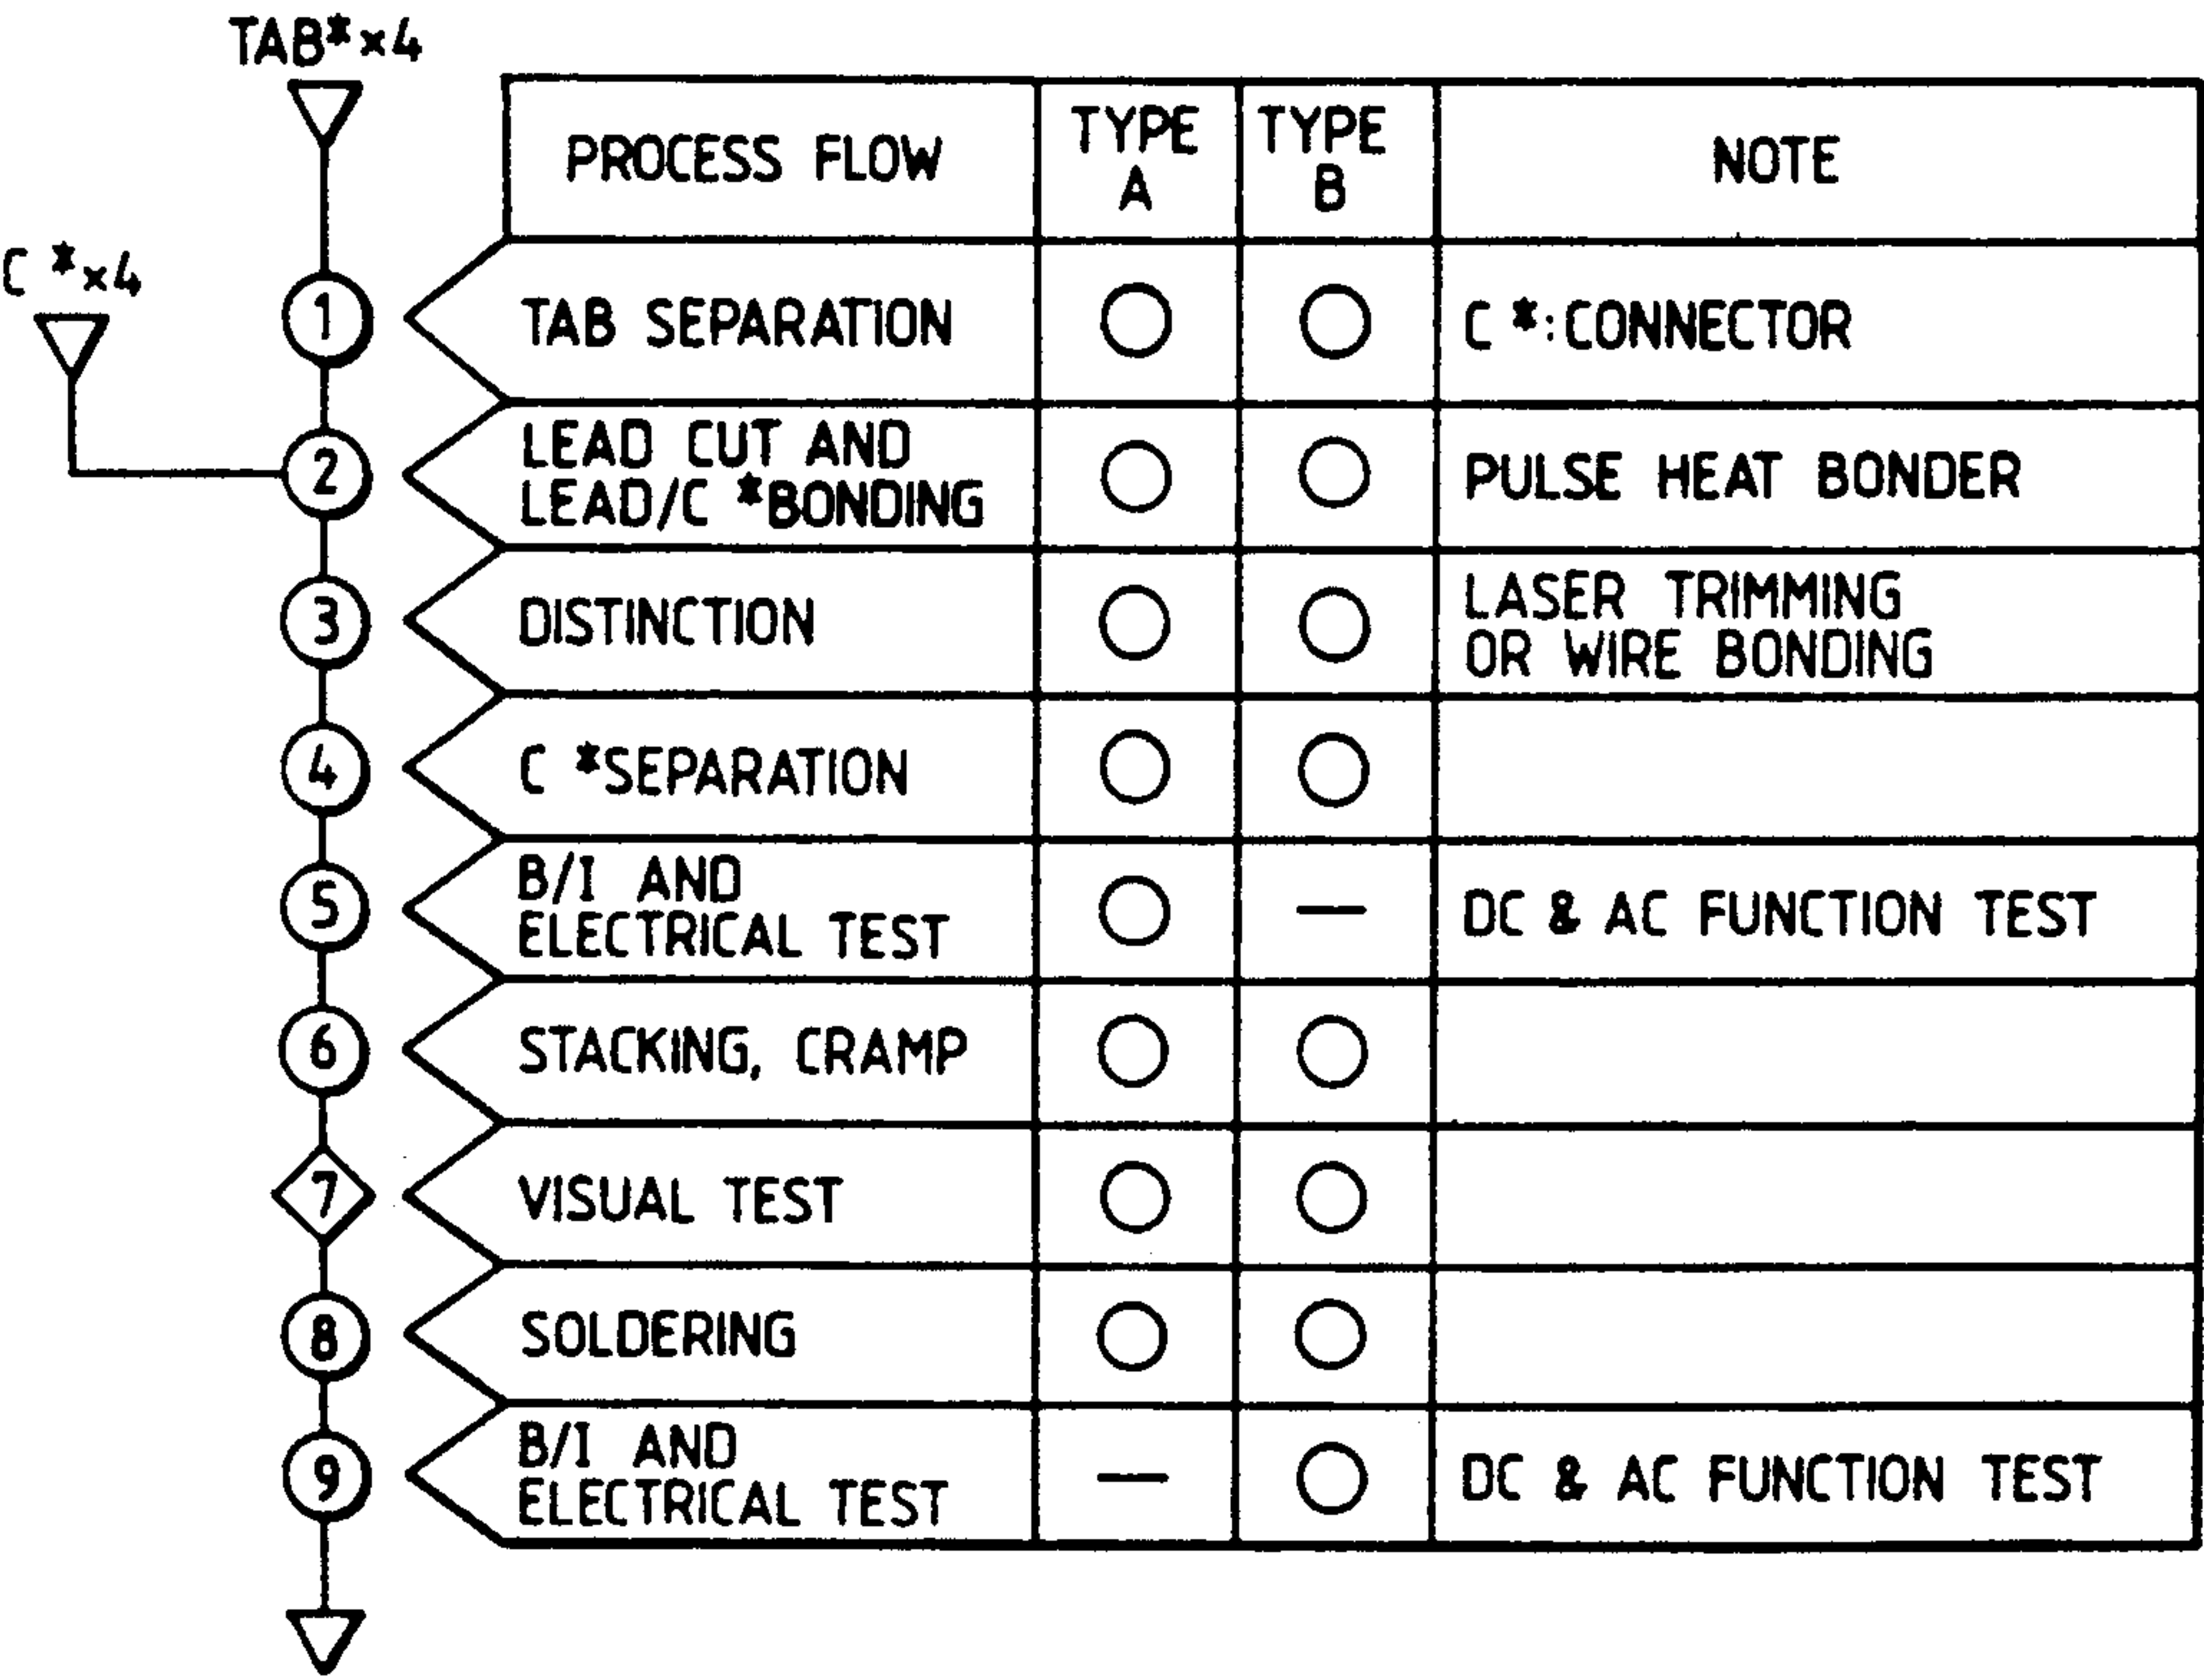 TAB*×4
PROCESS FLOW
TYPE
A
TYPE
B
NOTE
C *×4
1
TAB SEPARATION
C *:CONNECTOR
2
LEAD CUT AND
LEAD/C *BONDING
PULSE HEAT BONDER
3
DISTINCTION
LASER TRIMMING
OR WIRE BONDING
4
C *SEPARATION
5
B/I AND
ELECTRICAL TEST
—
DC & AC FUNCTION TEST
6
STACKING, CRAMP
7
VISUAL TEST
8
SOLDERING
9
B/I AND
ELECTRICAL TEST
—
DC & AC FUNCTION TEST